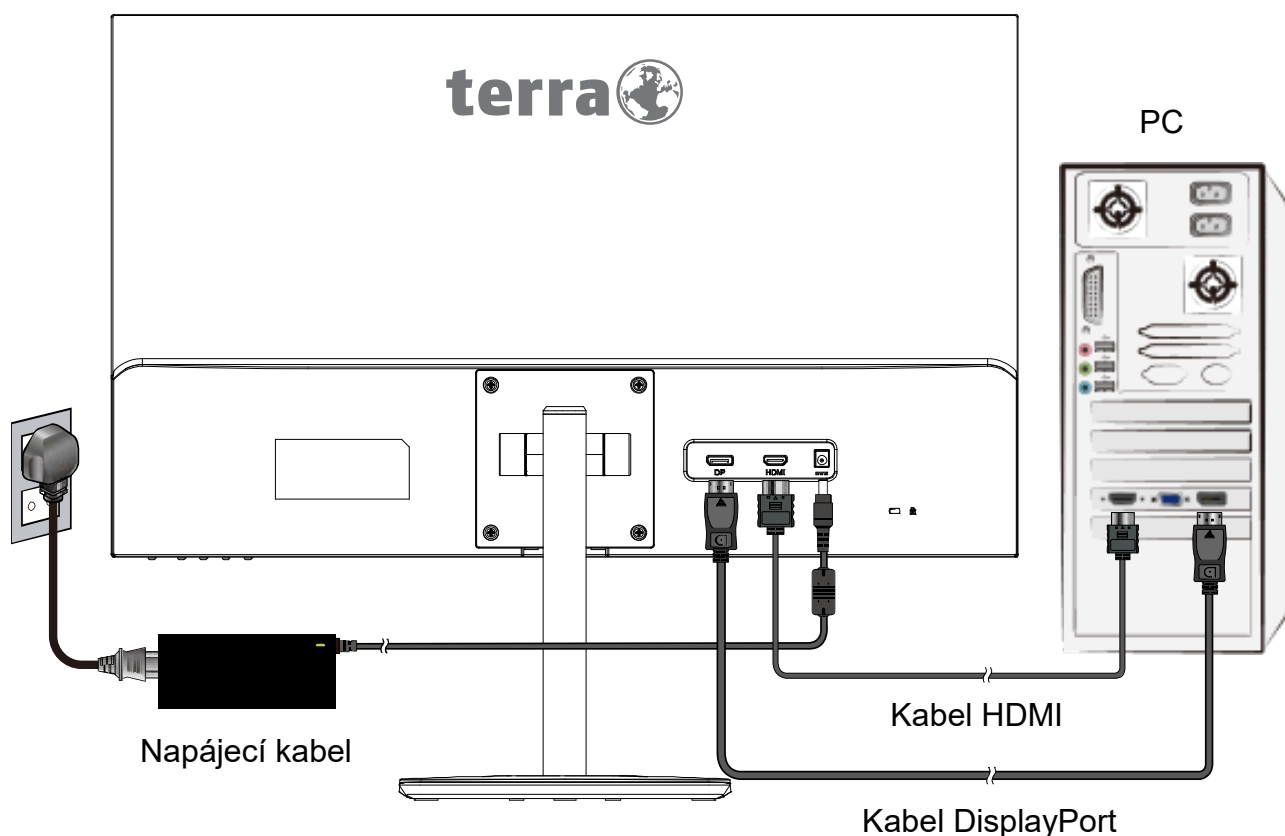 terra
PC
DP
HDMI
Napájecí kabel
Kabel HDMI
Kabel DisplayPort